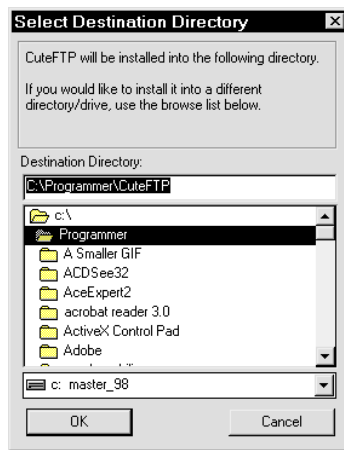 Select Destination Directory
CuteFTP will be installed into the following directory.
If you would like to install it into a different
directory/drive, use the browse list below.
Destination Directory:
C:\Programmer\CuteFTP
c:\
Programmer
A Smaller GIF
ACDSee32
AceExpert2
acrobat reader 3.0
ActiveX Control Pad
Adobe
c: master_98
OK Cancel